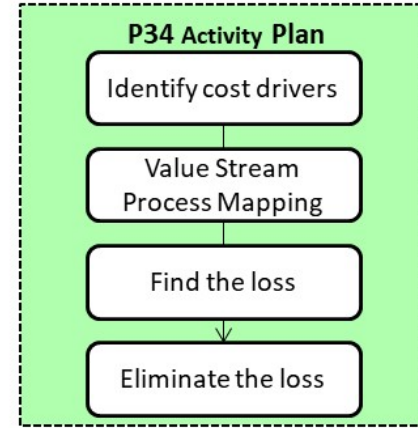 P34 Activity Plan
Identify cost drivers
Value Stream
Process Mapping
Find the loss
Eliminate the loss